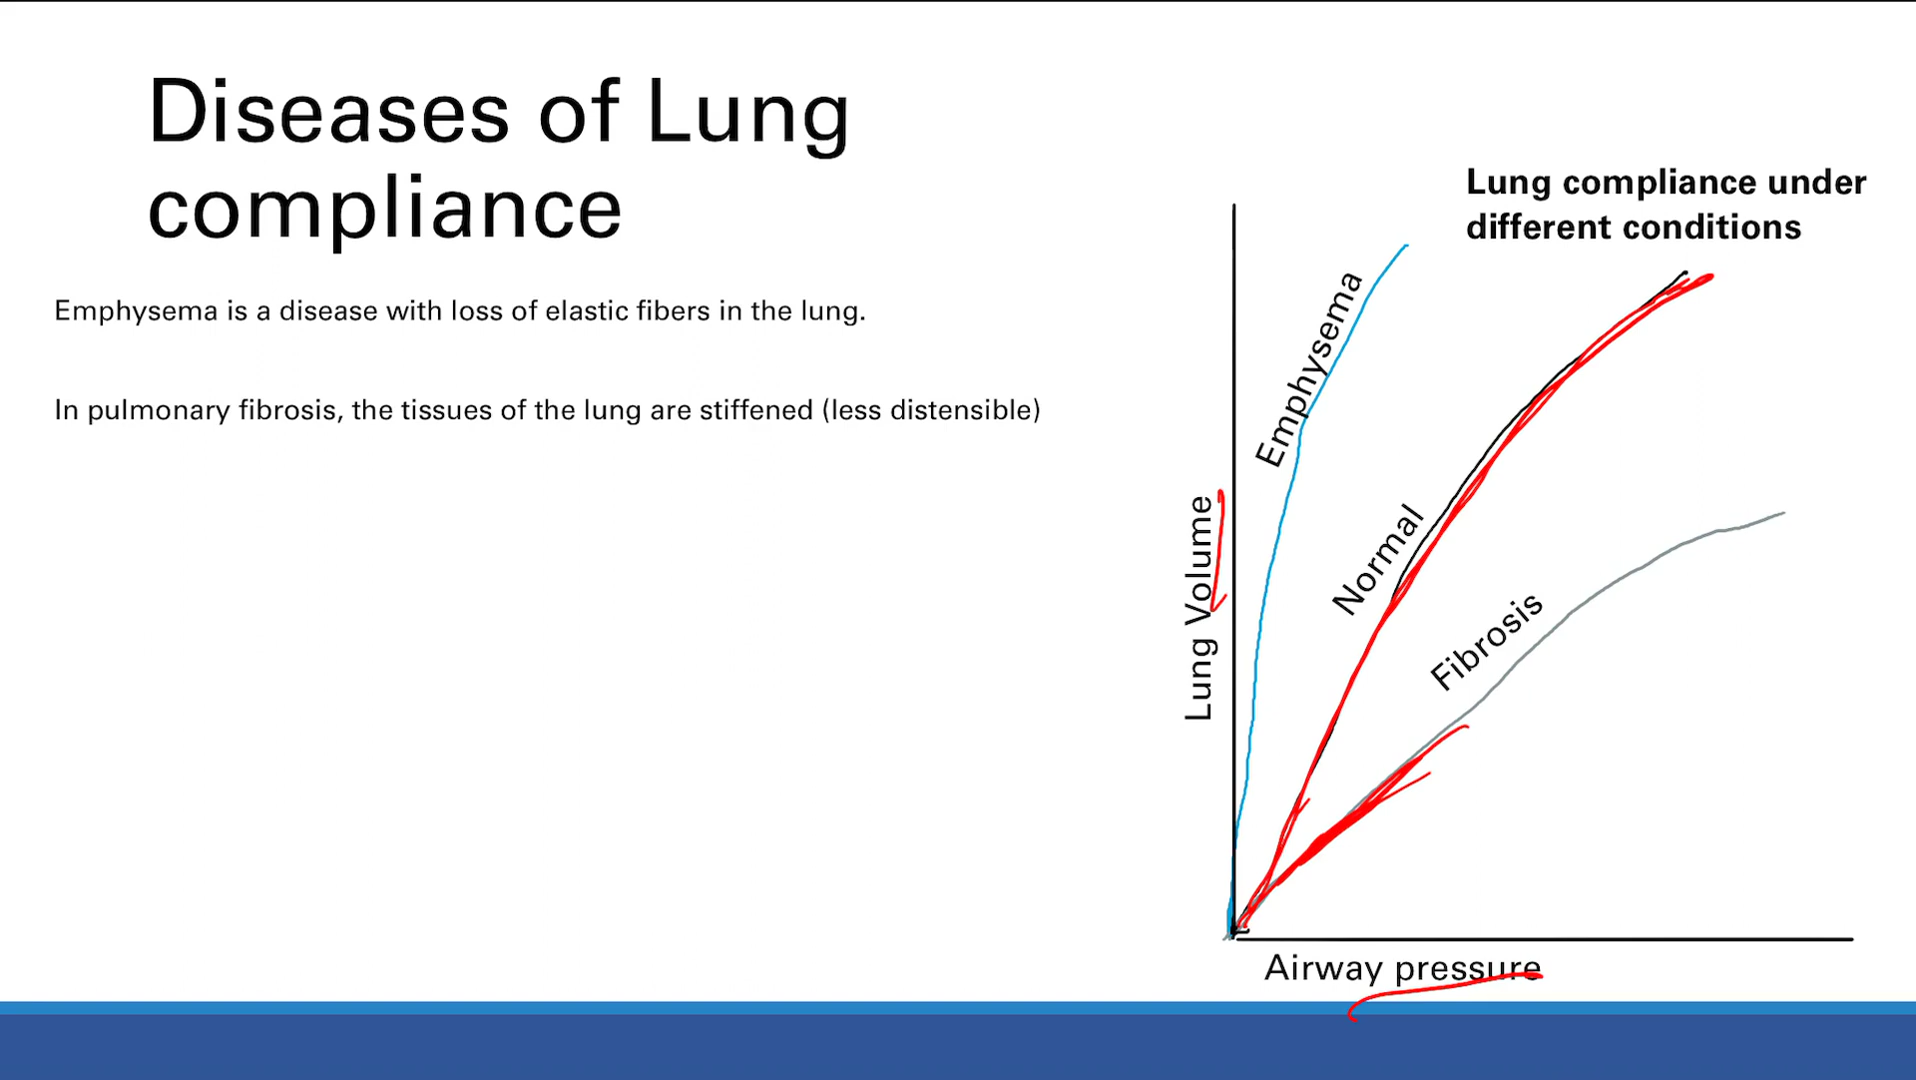 Diseases of Lung
compliance
Emphysema is a disease with loss of elastic fibers in the lung.
In pulmonary fibrosis, the tissues of the lung are stiffened (less distensible)
Lung compliance under
different conditions
Emphysema
Normal
Fibrosis
Lung Volume
Airway pressure